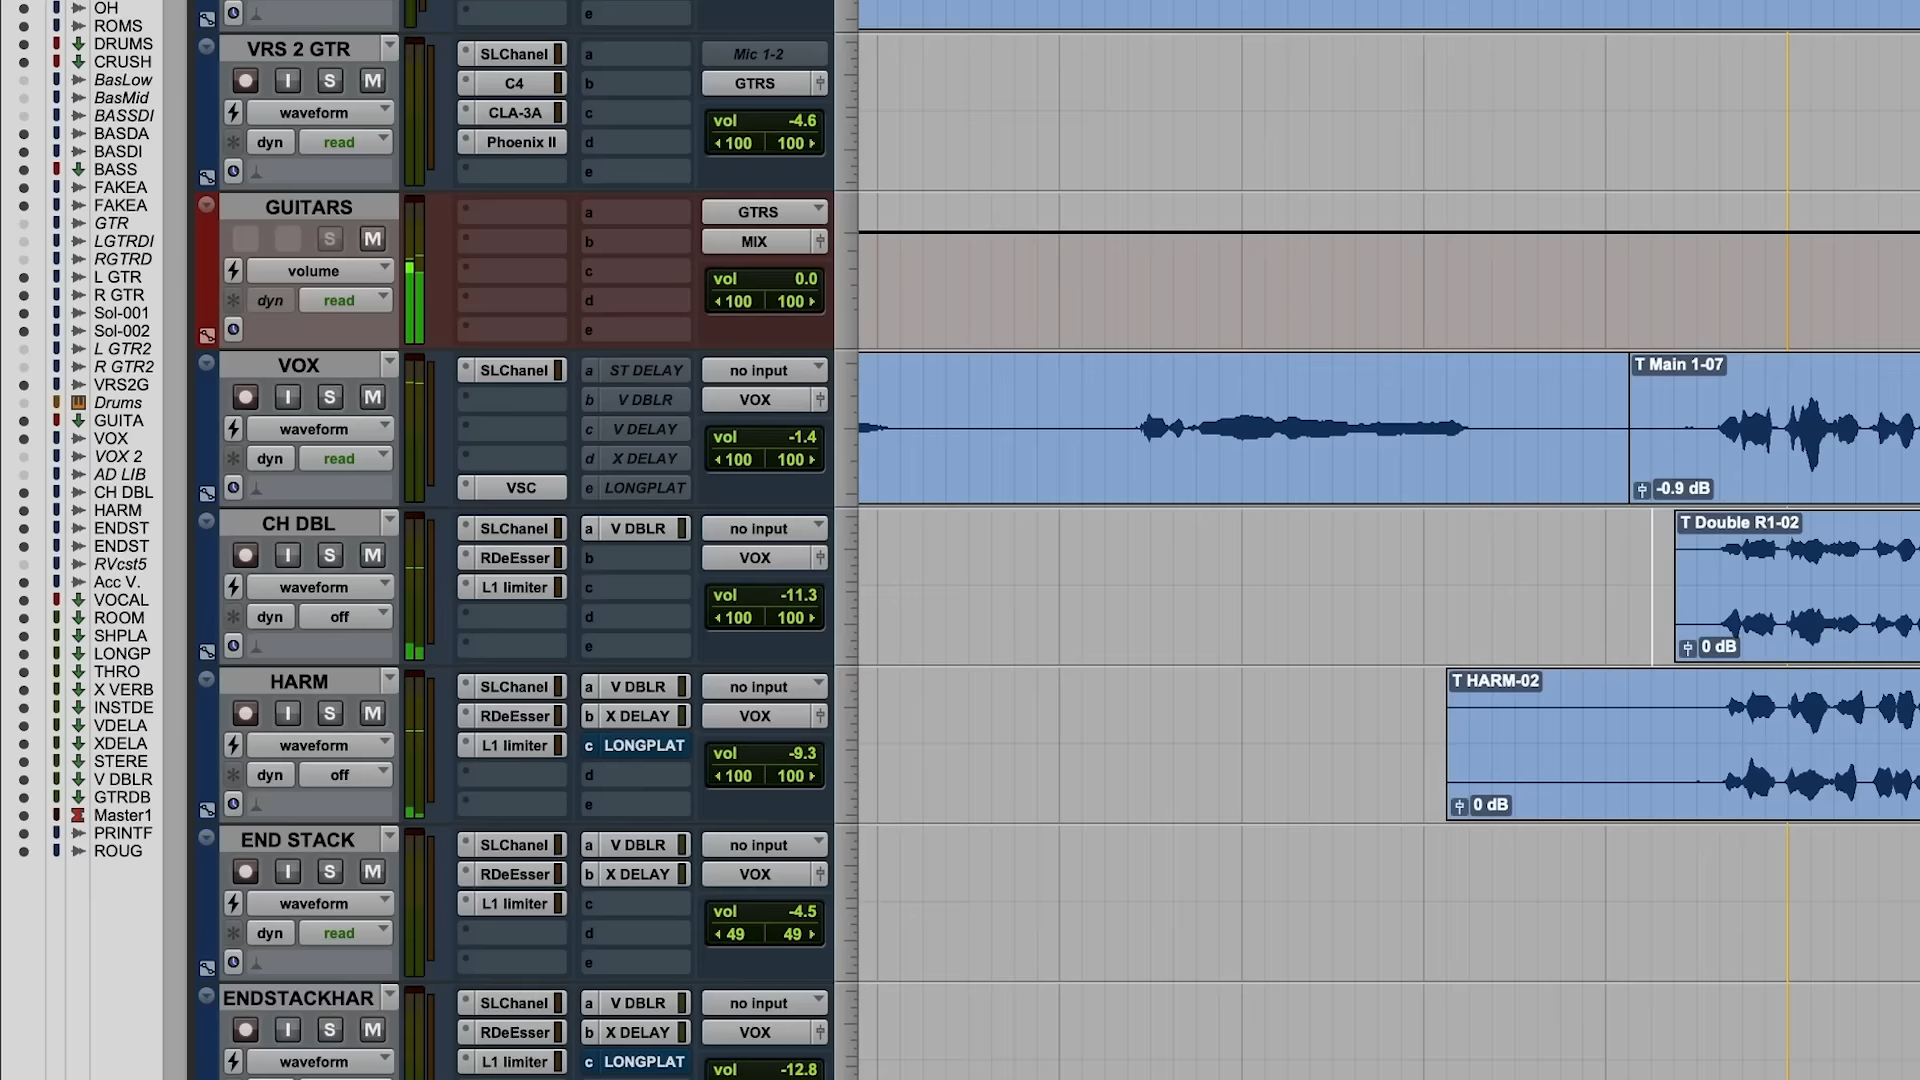 OH
ROMS
DRUMS
CRUSH
BasLow
BasMid
BASSDI
BASDA
BASDI
BASS
FAKEA
FAKEA
GTR
LGTRDI
RGTRD
L GTR
R GTR
Sol-001
Sol-002
L GTR2
R GTR2
VRS2G
Drums
GUITA
VOX
VOX 2
AD LIB
CH DBL
HARM
ENDST
ENDST
RVcst5
Acc V.
VOCAL
ROOM
SHPLA
LONGP
THRO
X VERB
INSTDE
VDELA
XDELA
STERE
V DBLR
GTRDB
Master1
PRINTF
ROUG
e
VRS 2 GTR
I S M
waveform
dyn read
SLChanel
C4
CLA-3A
Phoenix II
a
b
c
d
e
Mic 1-2
GTRS
vol -4.6
100 100
GUITARS
S M
volume
dyn read
a
b
c
d
e
GTRS
MIX
vol 0.0
100 100
VOX
I S M
waveform
dyn read
SLChanel
VSC
a ST DELAY
b V DBLR
c V DELAY
d X DELAY
e LONGPLAT
no input
VOX
vol -1.4
100 100
T Main 1-07
-0.9 dB
CH DBL
I S M
waveform
dyn off
SLChanel
RDeEsser
L1 limiter
a V DBLR
b
c
d
e
no input
VOX
vol -11.3
100 100
T Double R1-02
0 dB
HARM
I S M
waveform
dyn off
SLChanel
RDeEsser
L1 limiter
a V DBLR
b X DELAY
c LONGPLAT
d
e
no input
VOX
vol -9.3
100 100
T HARM-02
0 dB
END STACK
I S M
waveform
dyn read
SLChanel
RDeEsser
L1 limiter
a V DBLR
b X DELAY
c
d
e
no input
VOX
vol -4.5
49 49
ENDSTACKHAR
I S M
waveform
SLChanel
RDeEsser
L1 limiter
a V DBLR
b X DELAY
c LONGPLAT
no input
VOX
vol -12.8